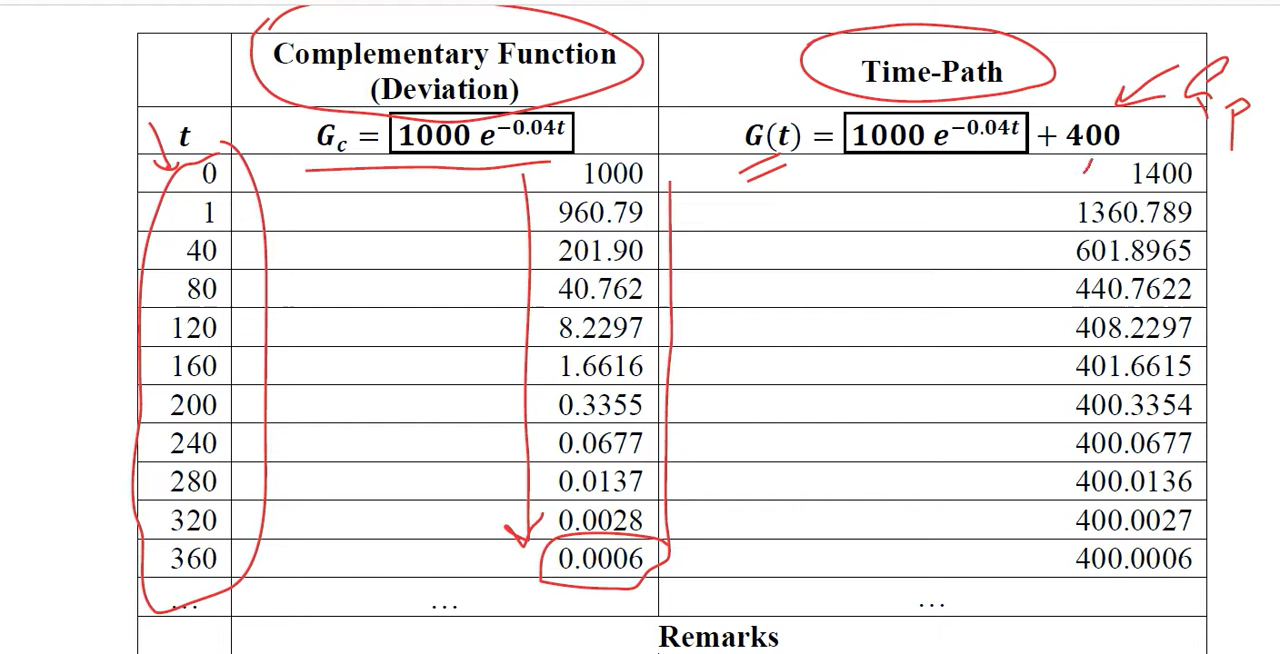 Complementary Function
(Deviation)
Time-Path
t
G_c = 1000 e^{-0.04t}
G(t) = 1000 e^{-0.04t} + 400
G_P
0 1000 1400
1 960.79 1360.789
40 201.90 601.8965
80 40.762 440.7622
120 8.2297 408.2297
160 1.6616 401.6615
200 0.3355 400.3354
240 0.0677 400.0677
280 0.0137 400.0136
320 0.0028 400.0027
360 0.0006 400.0006
… … …
Remarks